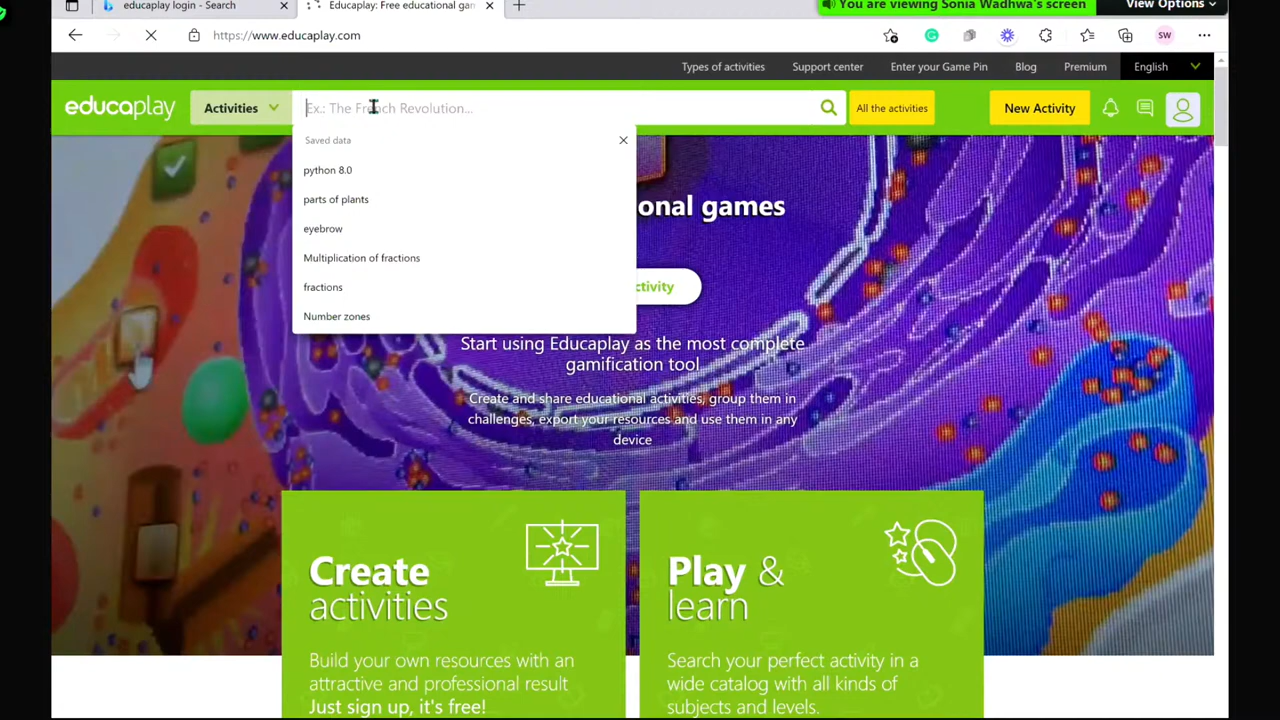 You are viewing Sonia Wadhwa's screen
View Options
educaplay login - Search
Educaplay: Free educational gam
https://www.educaplay.com
SW
Types of activities
Support center
Enter your Game Pin
Blog
Premium
English
educaplay
Activities
Ex.: The French Revolution...
All the activities
New Activity
Saved data
python 8.0
parts of plants
eyebrow
Multiplication of fractions
fractions
Number zones
onal games
ctivity
Start using Educaplay as the most complete
gamification tool
Create and share educational activities, group them in
challenges, export your resources and use them in any
device
Create
activities
Build your own resources with an
attractive and professional result
Just sign up, it's free!
Play &
learn
Search your perfect activity in a
wide catalog with all kinds of
subjects and levels.